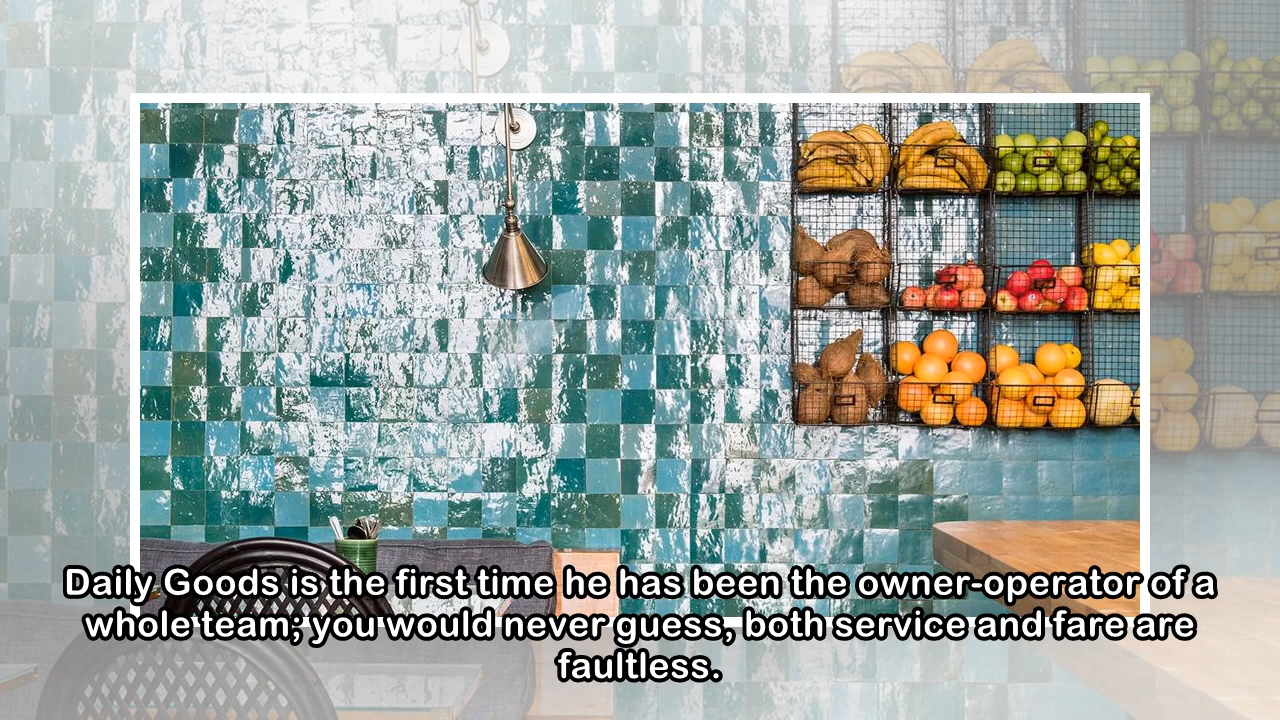 Daily Goods is the first time he has been the owner-operator of a
whole team; you would never guess, both service and fare are
faultless.